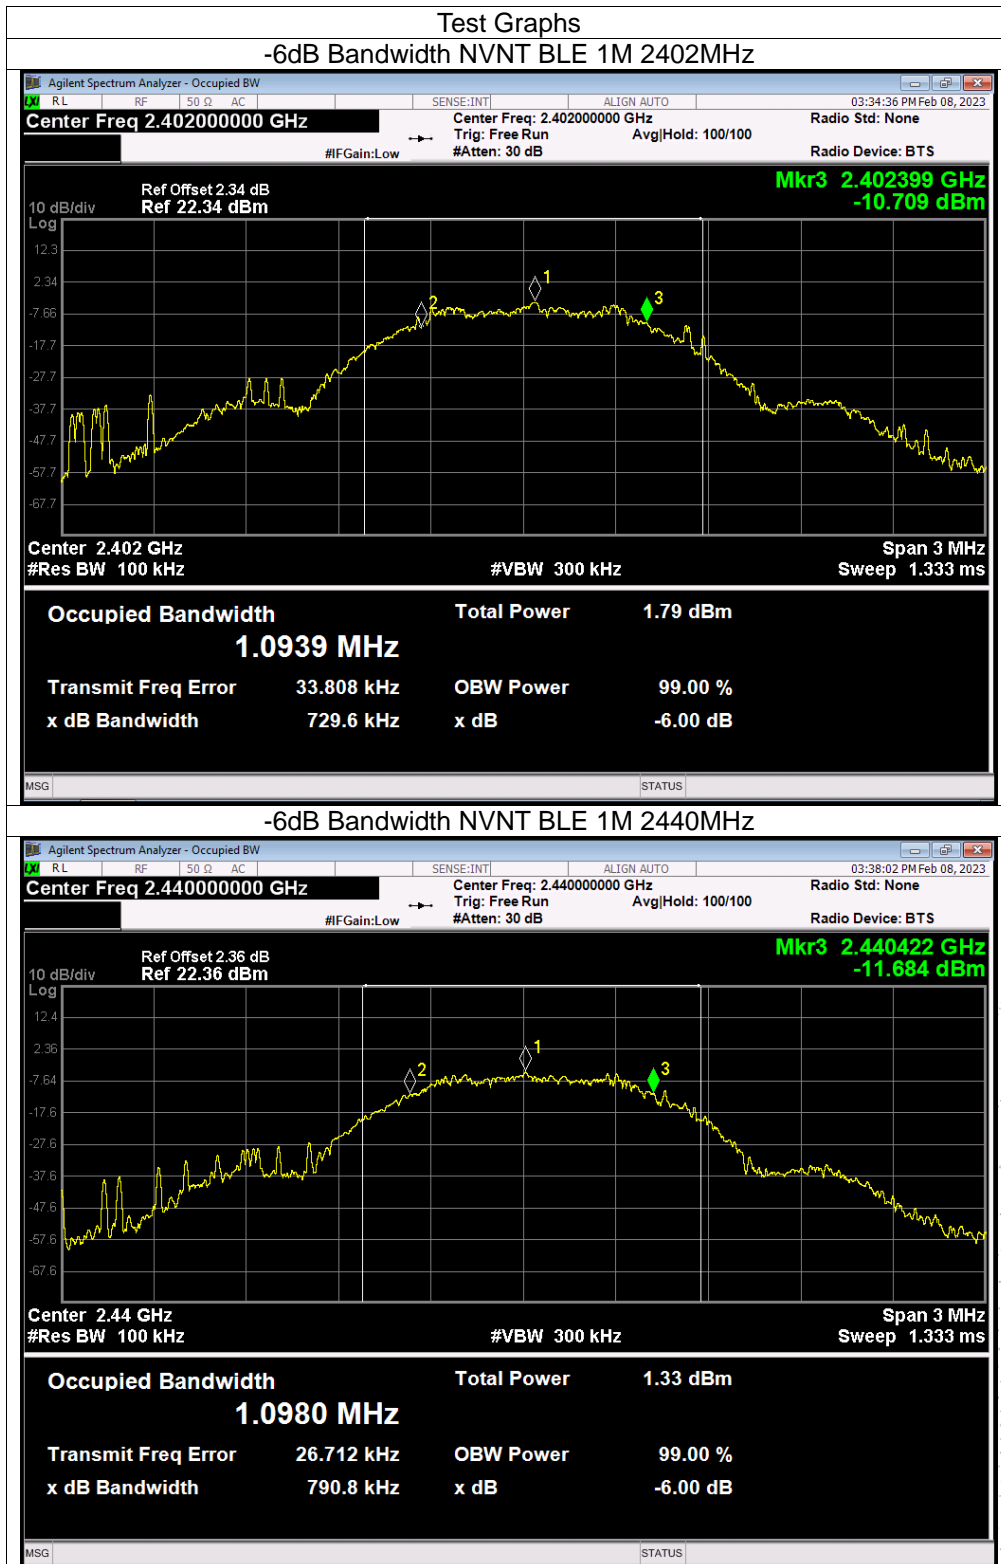 Test Graphs
-6dB Bandwidth NVNT BLE 1M 2402MHz
Agilent Spectrum Analyzer - Occupied BW
LXI RL RF 50 Ω AC SENSE:INT ALIGN AUTO 03:34:36 PM Feb 08, 2023
Center Freq 2.402000000 GHz Center Freq: 2.402000000 GHz Radio Std: None
Trig: Free Run Avg|Hold: 100/100
#IFGain:Low #Atten: 30 dB Radio Device: BTS
Mkr3 2.402399 GHz
-10.709 dBm
Ref Offset 2.34 dB
10 dB/div Ref 22.34 dBm
Log
12.3
2.34
-7.66
-17.7
-27.7
-37.7
-47.7
-57.7
-67.7
1
2
3
Center 2.402 GHz Span 3 MHz
#Res BW 100 kHz #VBW 300 kHz Sweep 1.333 ms
Occupied Bandwidth Total Power 1.79 dBm
1.0939 MHz
Transmit Freq Error 33.808 kHz OBW Power 99.00 %
x dB Bandwidth 729.6 kHz x dB -6.00 dB
MSG STATUS
-6dB Bandwidth NVNT BLE 1M 2440MHz
Agilent Spectrum Analyzer - Occupied BW
LXI RL RF 50 Ω AC SENSE:INT ALIGN AUTO 03:38:02 PM Feb 08, 2023
Center Freq 2.440000000 GHz Center Freq: 2.440000000 GHz Radio Std: None
Trig: Free Run Avg|Hold: 100/100
#IFGain:Low #Atten: 30 dB Radio Device: BTS
Mkr3 2.440422 GHz
-11.684 dBm
Ref Offset 2.36 dB
10 dB/div Ref 22.36 dBm
Log
12.4
2.36
-7.64
-17.6
-27.6
-37.6
-47.6
-57.6
-67.6
1
2
3
Center 2.44 GHz Span 3 MHz
#Res BW 100 kHz #VBW 300 kHz Sweep 1.333 ms
Occupied Bandwidth Total Power 1.33 dBm
1.0980 MHz
Transmit Freq Error 26.712 kHz OBW Power 99.00 %
x dB Bandwidth 790.8 kHz x dB -6.00 dB
MSG STATUS